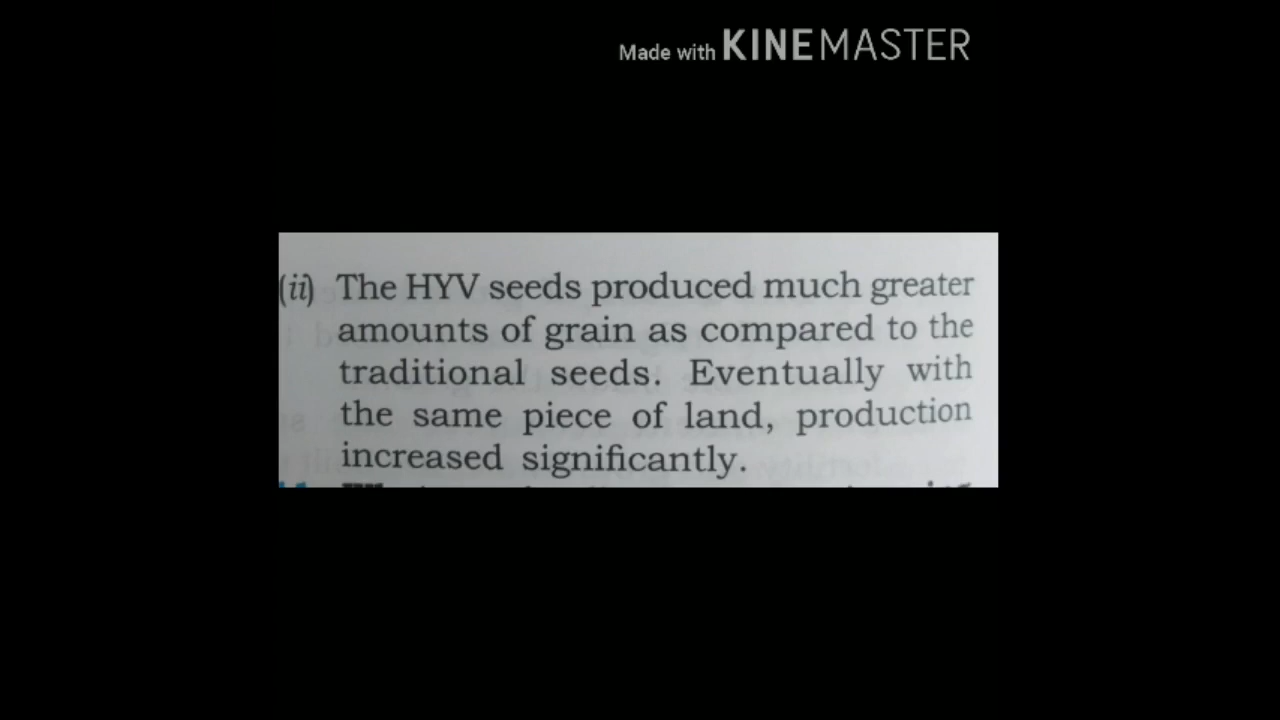 Made with KINEMASTER
(ii) The HYV seeds produced much greater
amounts of grain as compared to the
traditional seeds. Eventually with
the same piece of land, production
increased significantly.